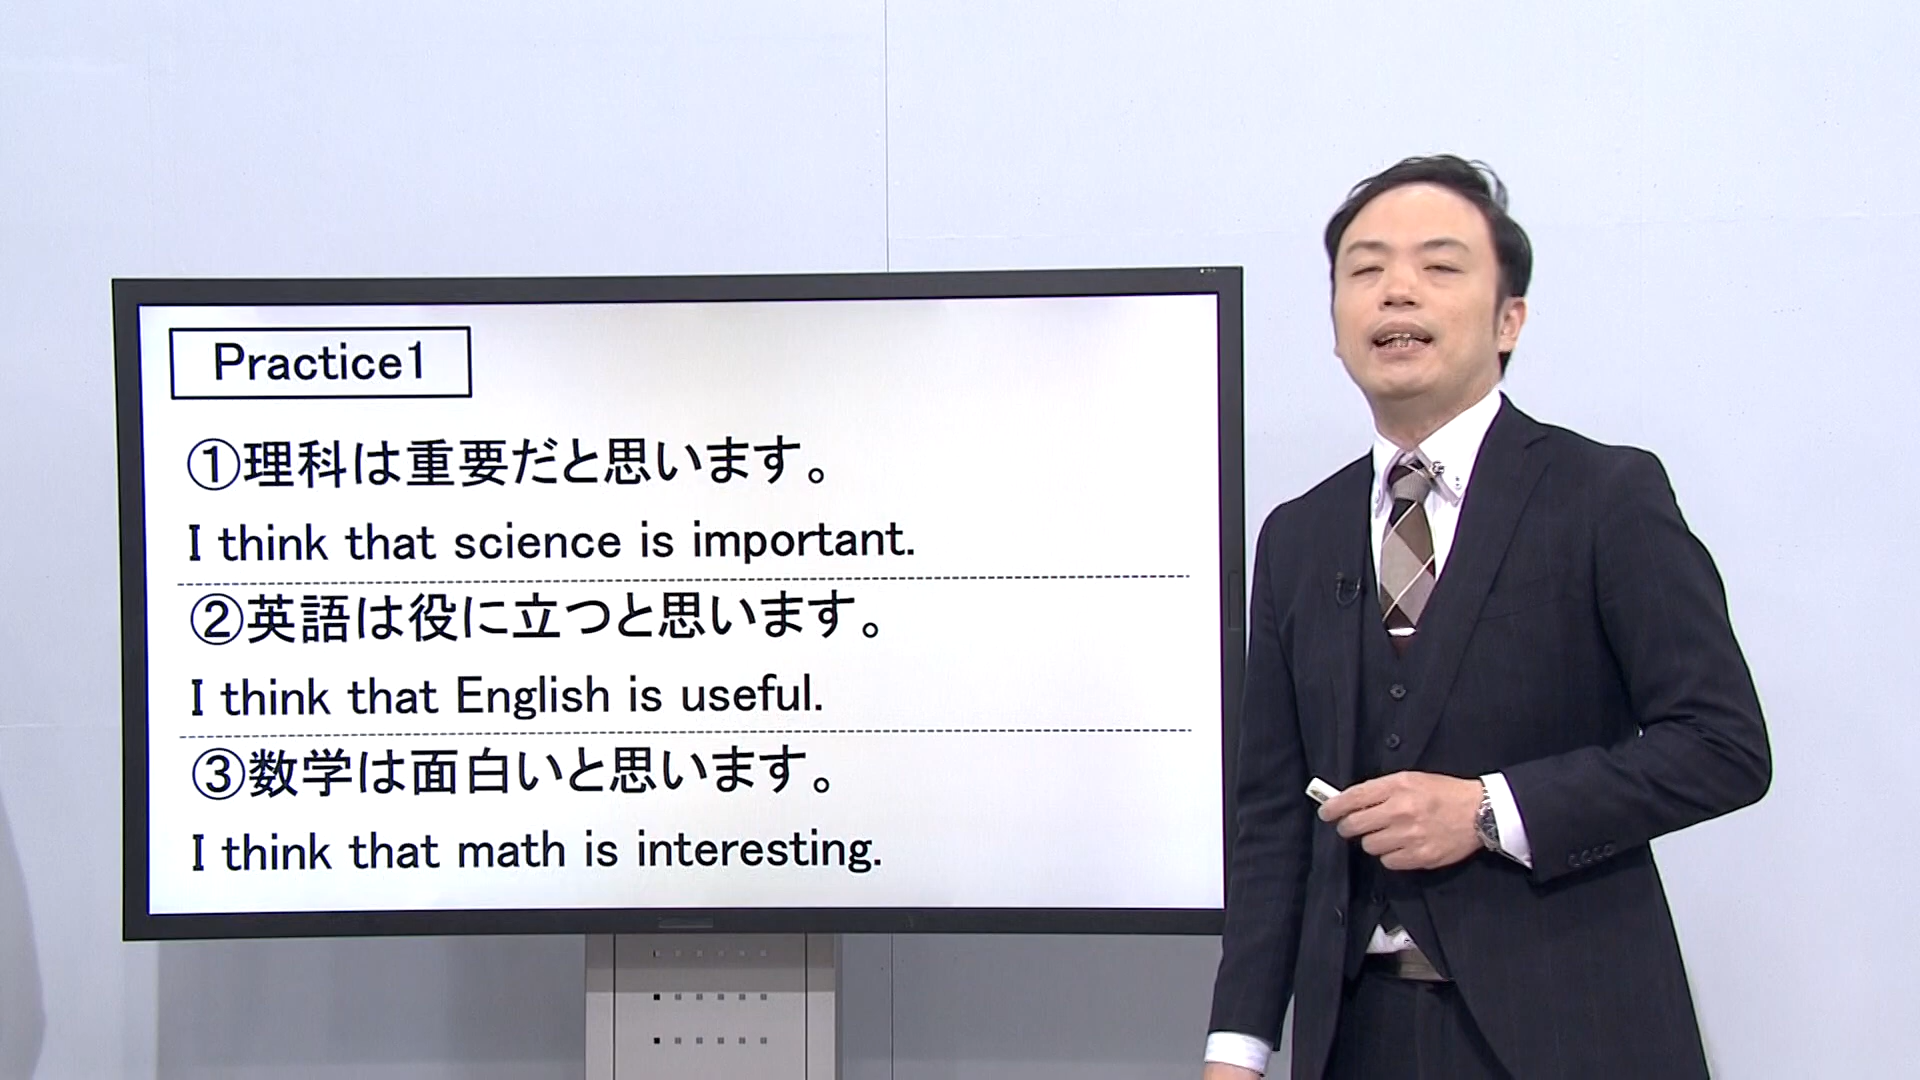 Practice1
①理科は重要だと思います。
I think that science is important.
②英語は役に立つと思います。
I think that English is useful.
③数学は面白いと思います。
I think that math is interesting.